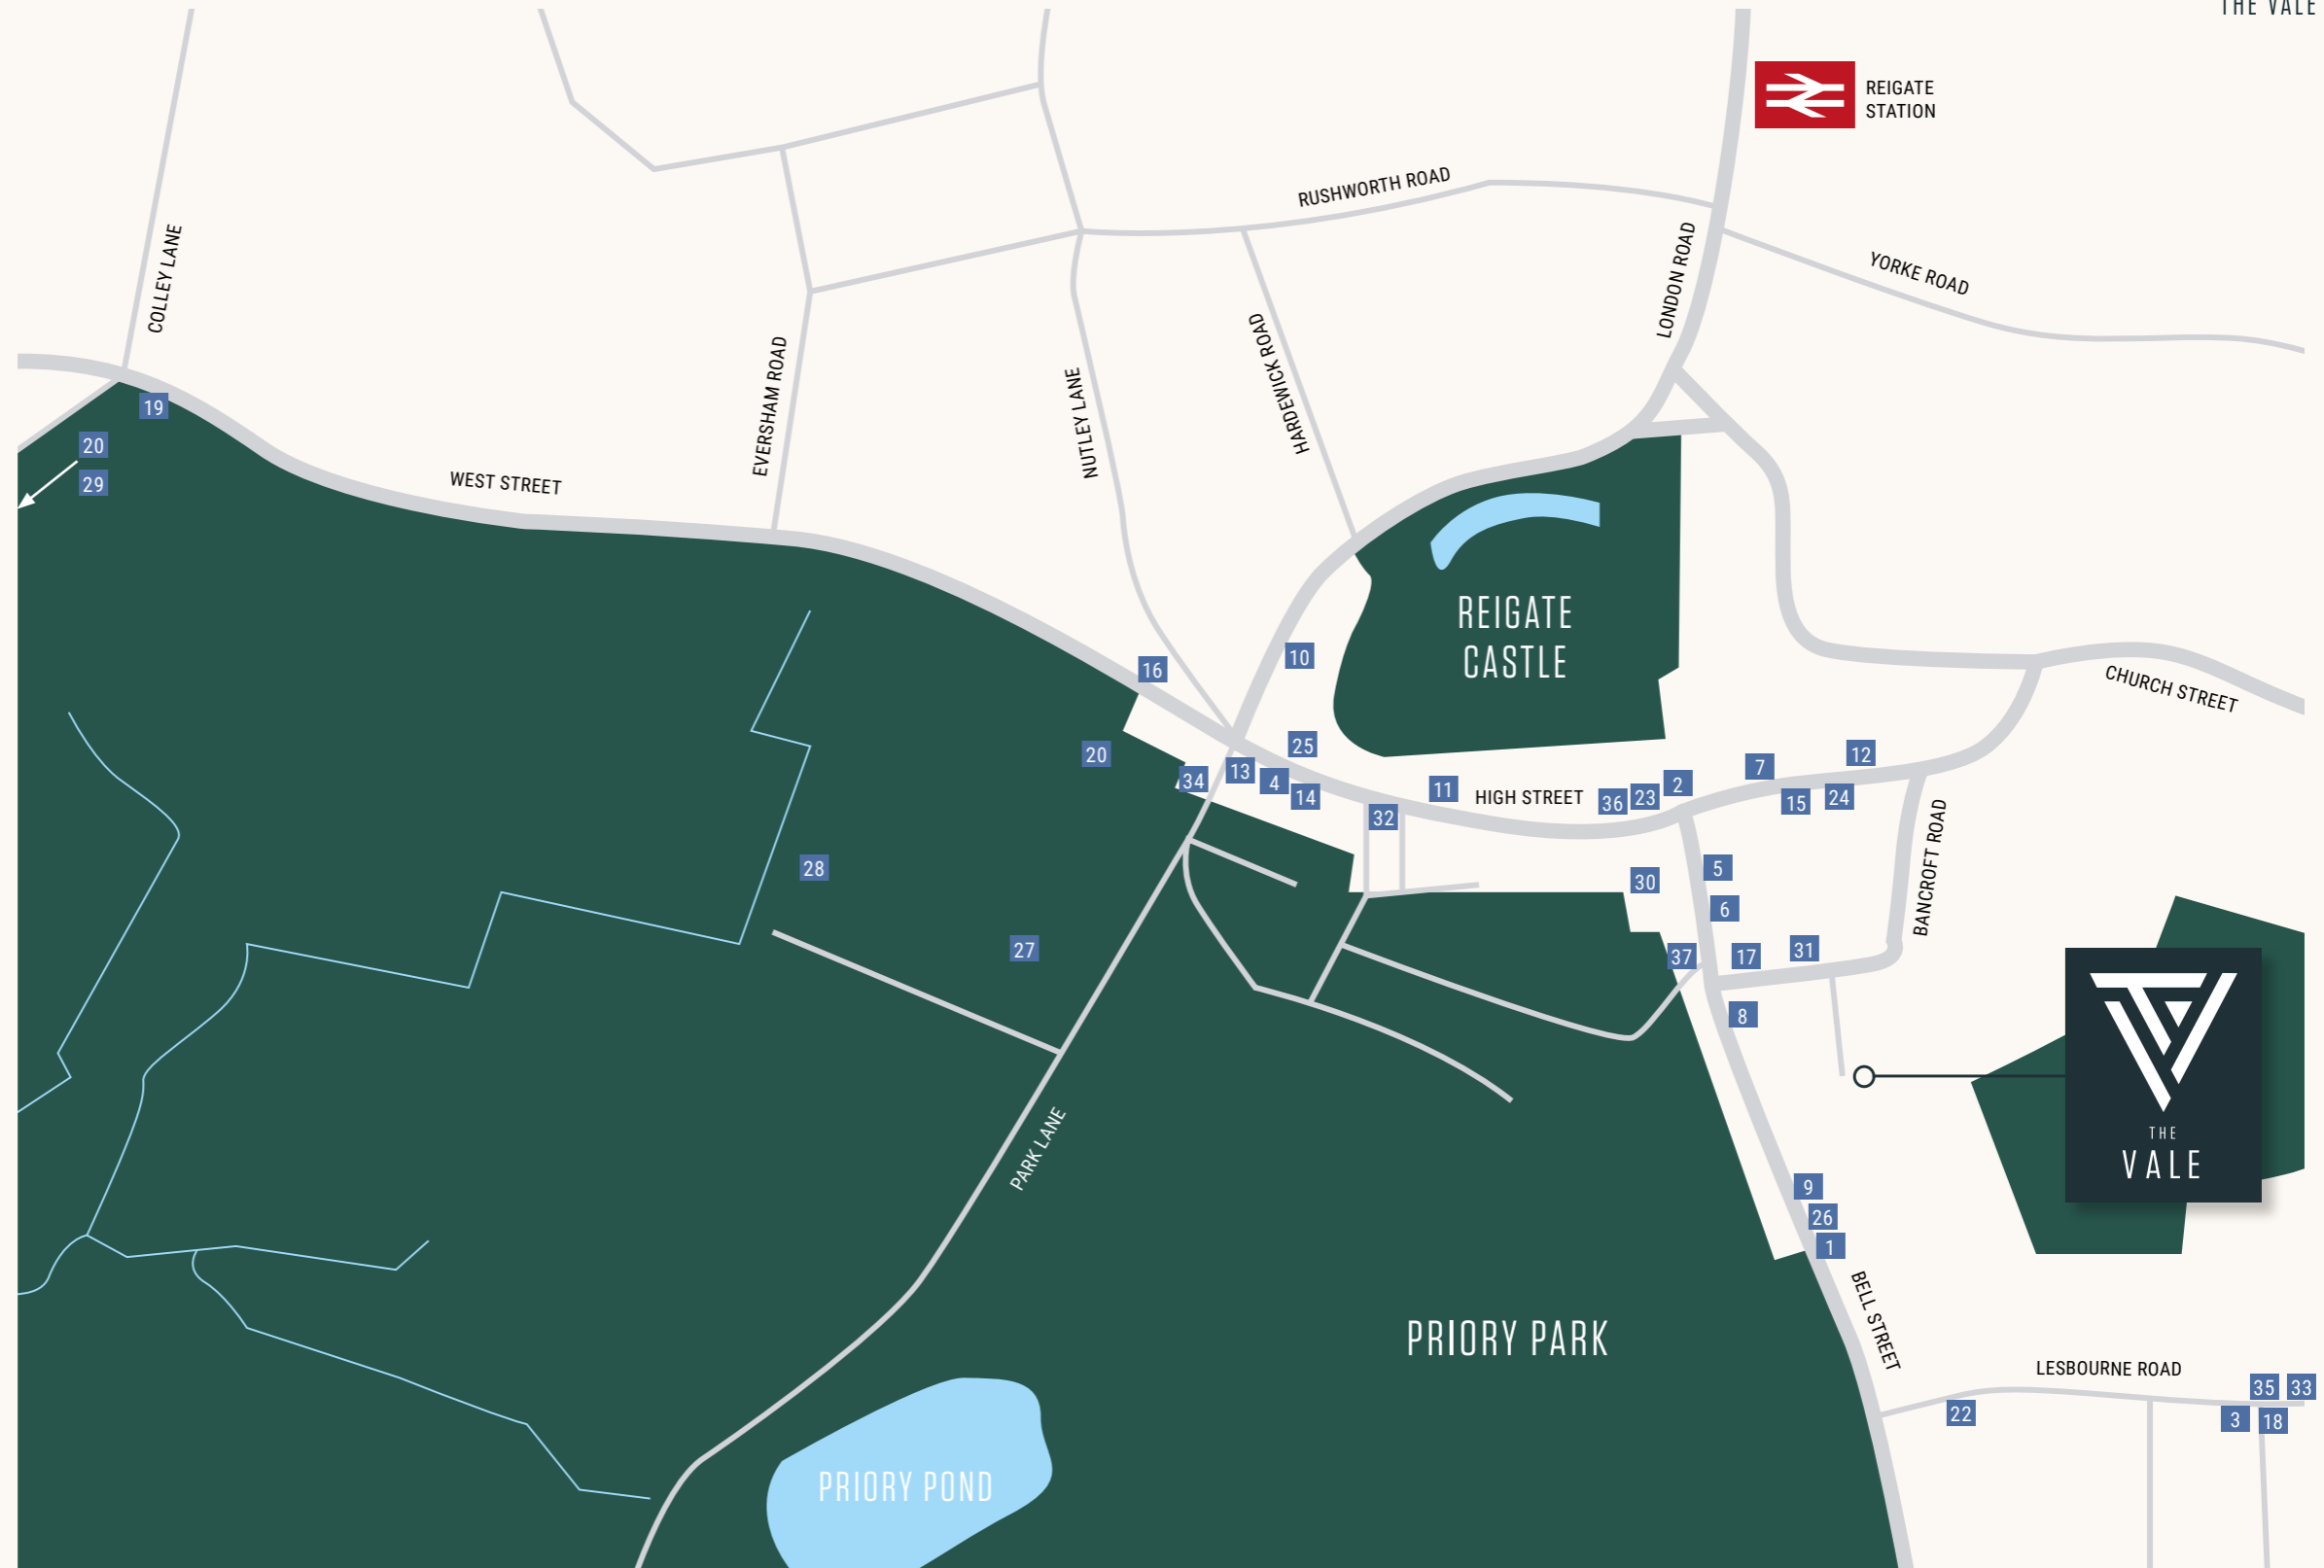 THE VALE
REIGATE
STATION
RUSHWORTH ROAD
COLLEY LANE
LONDON ROAD
YORKE ROAD
EVERSHAM ROAD
NUTLEY LANE
HARDEWICK ROAD
19
20
29
WEST STREET
REIGATE
CASTLE
10
16
CHURCH STREET
25
20
34
13
4
14
11
HIGH STREET
36
23
2
7
12
15
24
32
BANCROFT ROAD
28
5
30
6
27
37
17
31
8
PARK LANE
THE
VALE
9
26
1
BELL STREET
PRIORY PARK
LESBOURNE ROAD
35
33
22
3
18
PRIORY POND